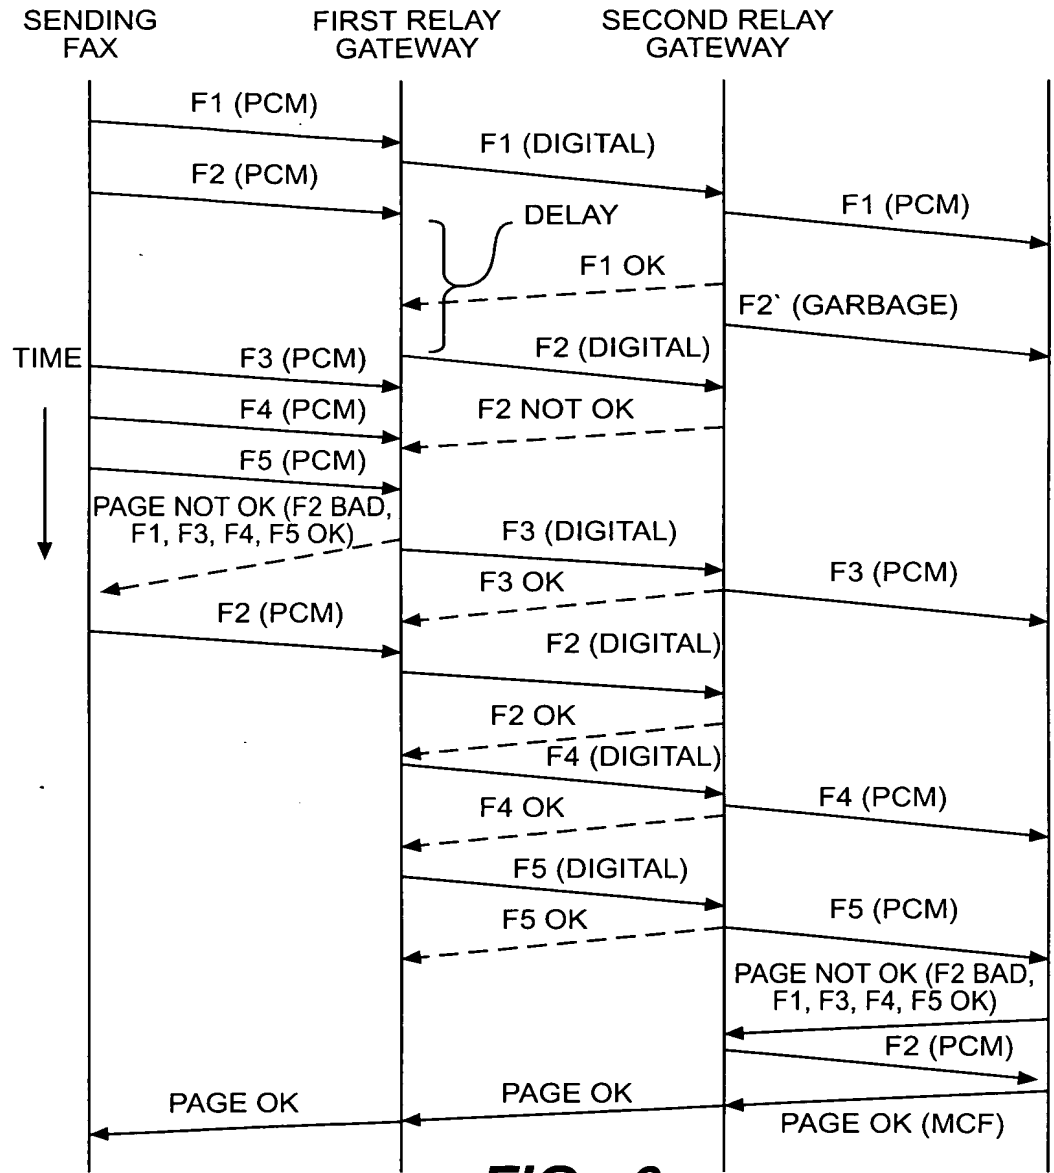 SENDING
FAX
FIRST RELAY
GATEWAY
SECOND RELAY
GATEWAY
F1 (PCM)
F1 (DIGITAL)
F2 (PCM)
F1 (PCM)
DELAY
F1 OK
F2` (GARBAGE)
TIME
F3 (PCM)
F2 (DIGITAL)
F4 (PCM)
F2 NOT OK
F5 (PCM)
PAGE NOT OK (F2 BAD,
F1, F3, F4, F5 OK)
F3 (DIGITAL)
F3 OK
F3 (PCM)
F2 (PCM)
F2 (DIGITAL)
F2 OK
F4 (DIGITAL)
F4 OK
F4 (PCM)
F5 (DIGITAL)
F5 OK
F5 (PCM)
PAGE NOT OK (F2 BAD,
F1, F3, F4, F5 OK)
F2 (PCM)
PAGE OK
PAGE OK
PAGE OK (MCF)
FIG.